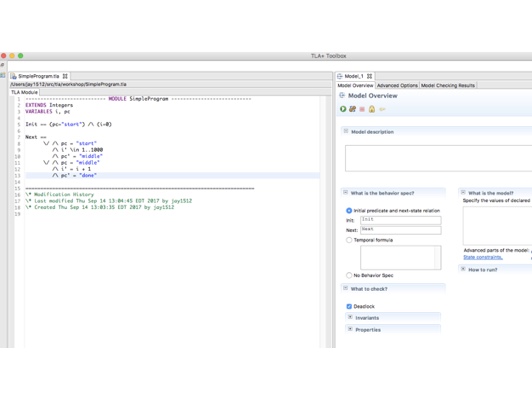 TLA+ Toolbox
SimpleProgram.tla
/Users/jay1512/src/tla/workshop/SimpleProgram.tla
TLA Module
1 -------------------------- MODULE SimpleProgram --------------------------
2 EXTENDS Integers
3 VARIABLES i, pc
4
5 Init == (pc="start") /\ (i=0)
6
7 Next ==
8 \/ /\ pc = "start"
9 /\ i' \in 1..1000
10 /\ pc' = "middle"
11 \/ /\ pc = "middle"
12 /\ i' = i + 1
13 /\ pc' = "done"
14
15 =============================================================================
16 \* Modification History
17 \* Last modified Thu Sep 14 13:04:45 EDT 2017 by jay1512
18 \* Created Thu Sep 14 13:03:35 EDT 2017 by jay1512
19
Model_1
Model Overview Advanced Options Model Checking Results
Model Overview
Model description
What is the behavior spec?
Initial predicate and next-state relation
Init: Init
Next: Next
Temporal formula
No Behavior Spec
What to check?
Deadlock
Invariants
Properties
What is the model?
Specify the values of declared
Advanced parts of the model:
State constraints,
How to run?